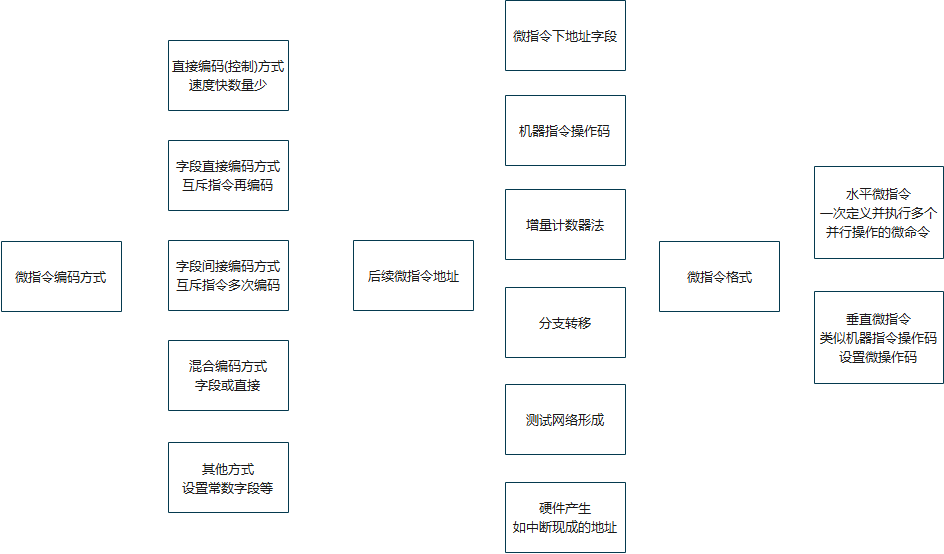 微指令编码方式
直接编码(控制)方式
速度快数量少
字段直接编码方式
互斥指令再编码
字段间接编码方式
互斥指令多次编码
混合编码方式
字段或直接
其他方式
设置常数字段等
后续微指令地址
微指令下地址字段
机器指令操作码
增量计数器法
分支转移
测试网络形成
硬件产生
如中断现成的地址
微指令格式
水平微指令
一次定义并执行多个
并行操作的微命令
垂直微指令
类似机器指令操作码
设置微操作码